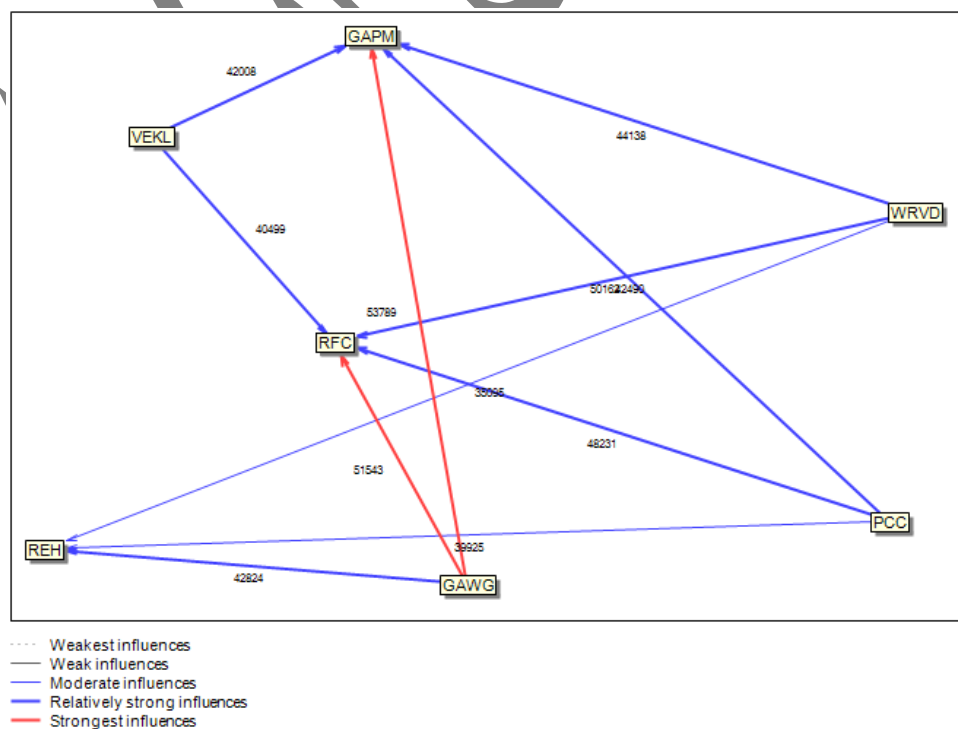 GAPM
42008
VEKL
44138
WRVD
40499
53789
RFC
48231
51543
PCC
REH
39925
42824
GAWG
Weakest influences
Weak influences
Moderate influences
Relatively strong influences
Strongest influences